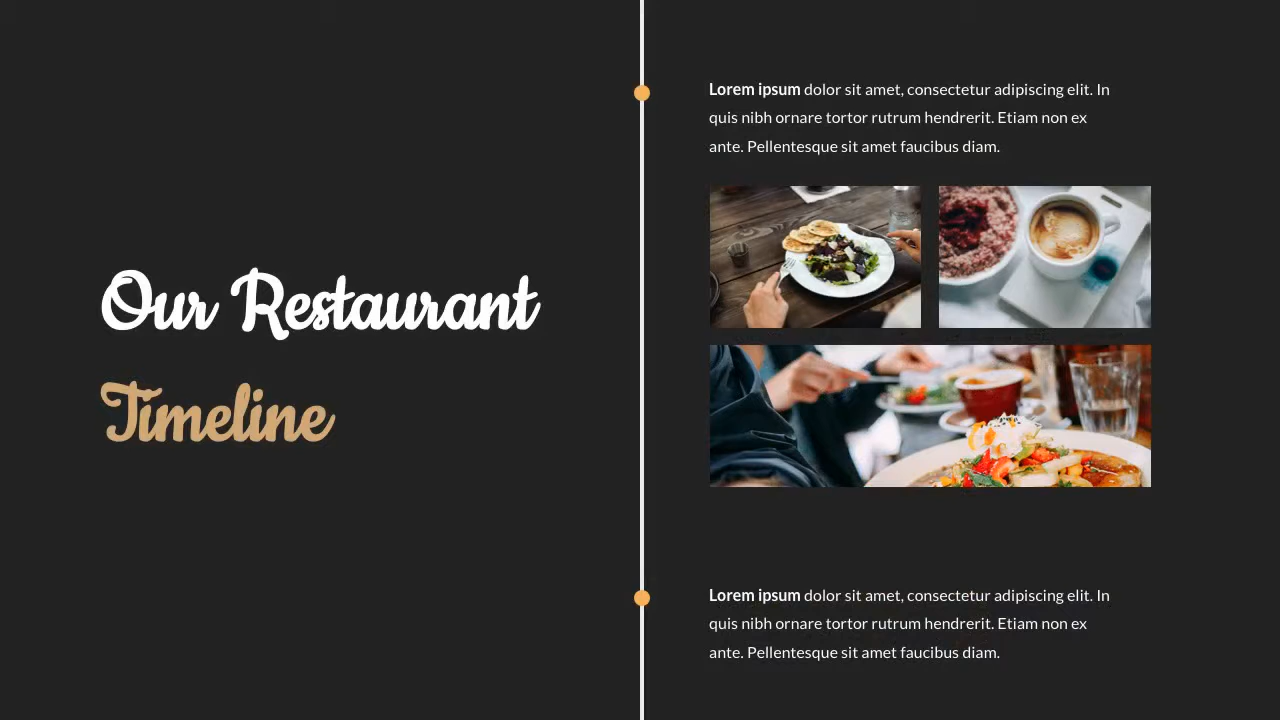 Our Restaurant
Timeline
Lorem ipsum dolor sit amet, consectetur adipiscing elit. In
quis nibh ornare tortor rutrum hendrerit. Etiam non ex
ante. Pellentesque sit amet faucibus diam.
Lorem ipsum dolor sit amet, consectetur adipiscing elit. In
quis nibh ornare tortor rutrum hendrerit. Etiam non ex
ante. Pellentesque sit amet faucibus diam.